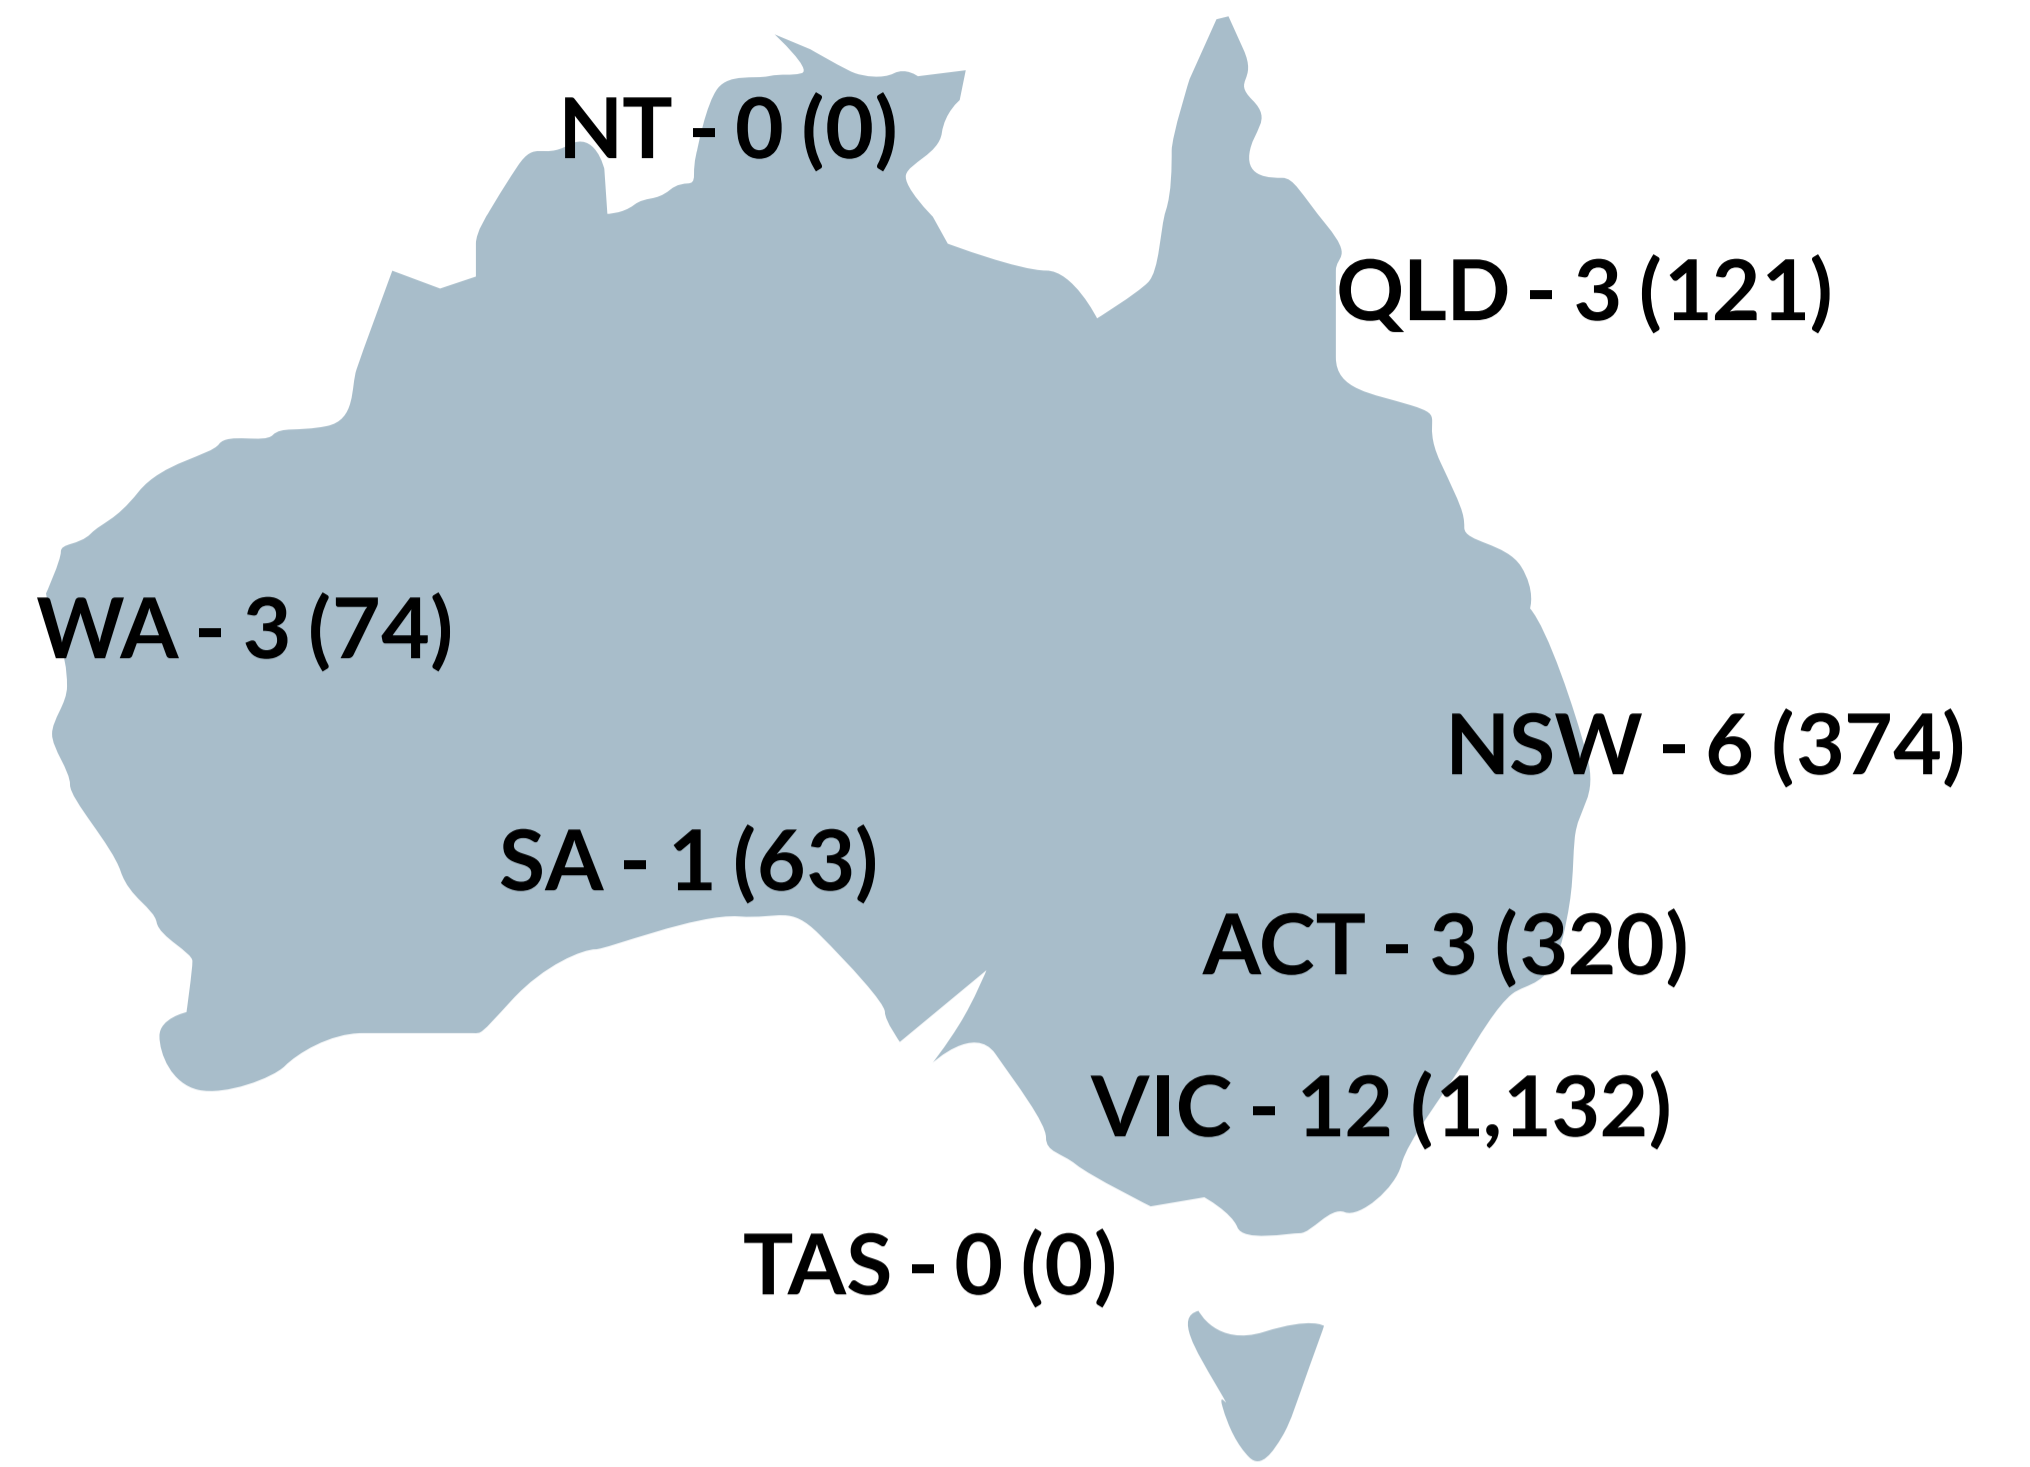 NT - 0 (0)
QLD - 3 (121)
WA - 3 (74)
NSW - 6 (374)
SA - 1 (63)
ACT - 3 (320)
VIC - 12 (1,132)
TAS - 0 (0)